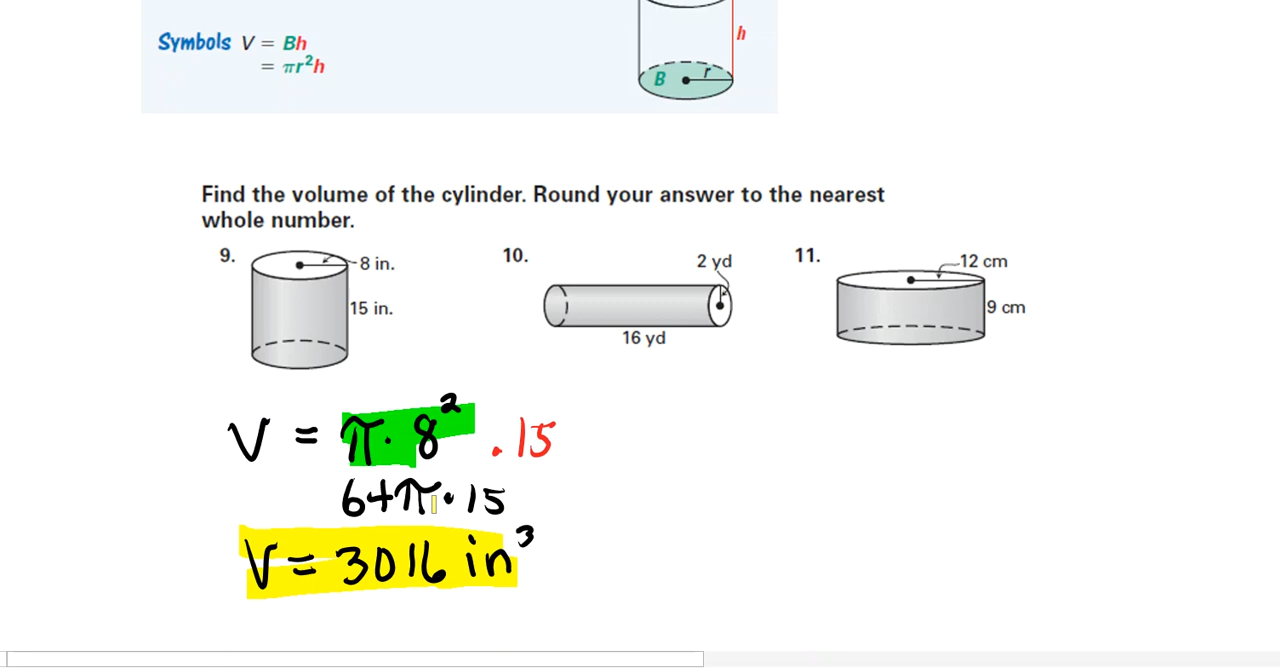 Symbols V = Bh
= πr²h
h
B r
Find the volume of the cylinder. Round your answer to the nearest
whole number.
9. 8 in.
15 in.
10. 2 yd
16 yd
11. 12 cm
9 cm
V = π · 8² · 15
64π · 15
V = 3016 in³